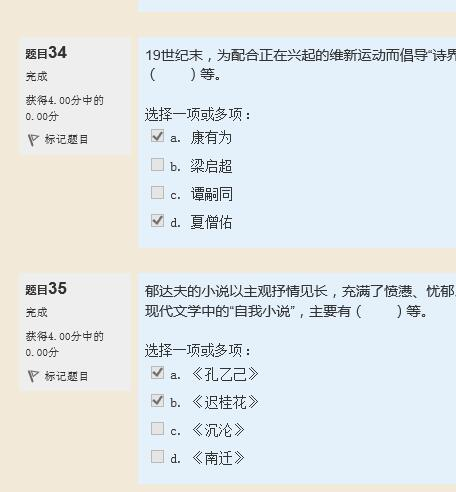 题目34
完成
获得4.00分中的
0.00分
标记题目
19世纪末，为配合正在兴起的维新运动而倡导“诗界
（　　）等。
选择一项或多项：
a. 康有为
b. 梁启超
c. 谭嗣同
d. 夏僧佑
题目35
完成
获得4.00分中的
0.00分
标记题目
郁达夫的小说以主观抒情见长，充满了愤懑、忧郁
现代文学中的“自我小说”，主要有（　　）等。
选择一项或多项：
a. 《孔乙己》
b. 《迟桂花》
c. 《沉沦》
d. 《南迁》